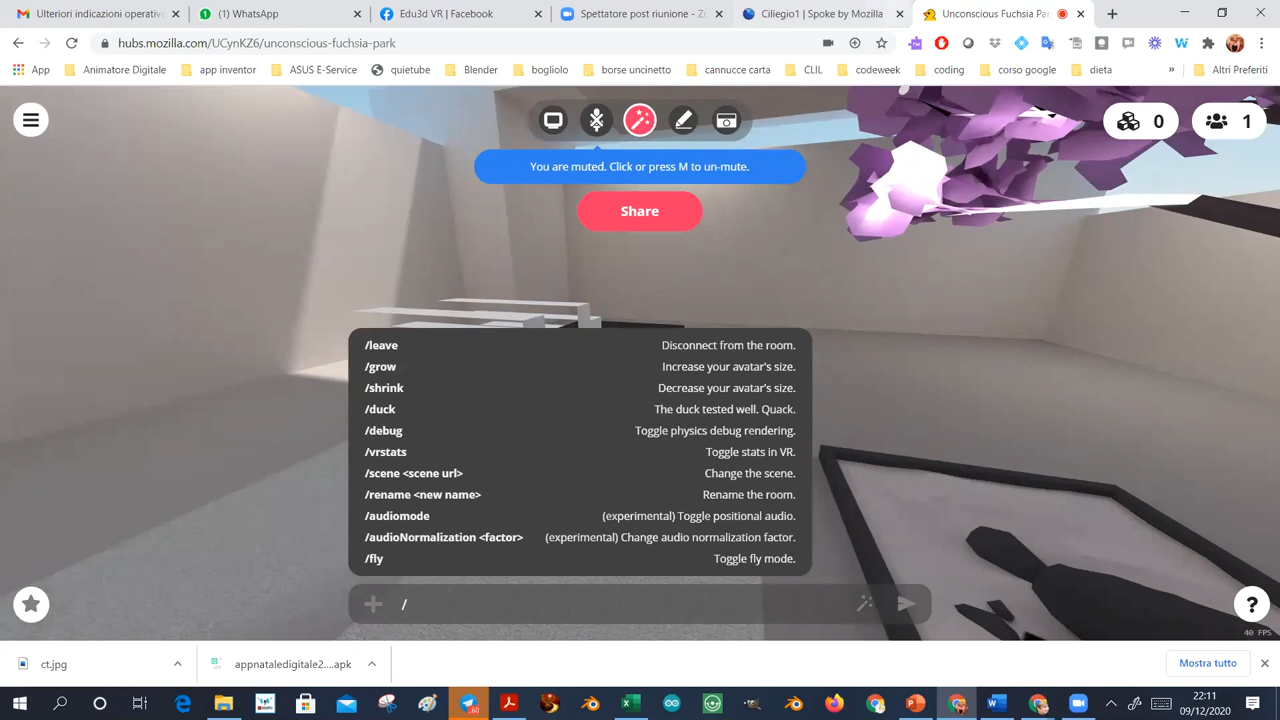 Ulteriori indicazioni operative
(1) WhatsApp
Edu3d VR | Facebook
Spettatore post riunione - Zo
Ciliegio1 | Spoke by Mozilla
Unconscious Fuchsia Par
hubs.mozilla.com/UCynKZ6/unconscious-fuchsia-park
App
Animatore Digitale
app inventor
ASUS E-Service
quietube
Blender
bogliolo
borse uncinetto
cannucce carta
CLIL
codeweek
coding
corso google
dieta
»
Altri Preferiti
0
1
You are muted. Click or press M to un-mute.
Share
/leave Disconnect from the room.
/grow Increase your avatar's size.
/shrink Decrease your avatar's size.
/duck The duck tested well. Quack.
/debug Toggle physics debug rendering.
/vrstats Toggle stats in VR.
/scene <scene url> Change the scene.
/rename <new name> Rename the room.
/audiomode (experimental) Toggle positional audio.
/audioNormalization <factor> (experimental) Change audio normalization factor.
/fly Toggle fly mode.
/
?
40 FPS
ct.jpg
appnataledigitale2....apk
Mostra tutto
60
22:11
09/12/2020